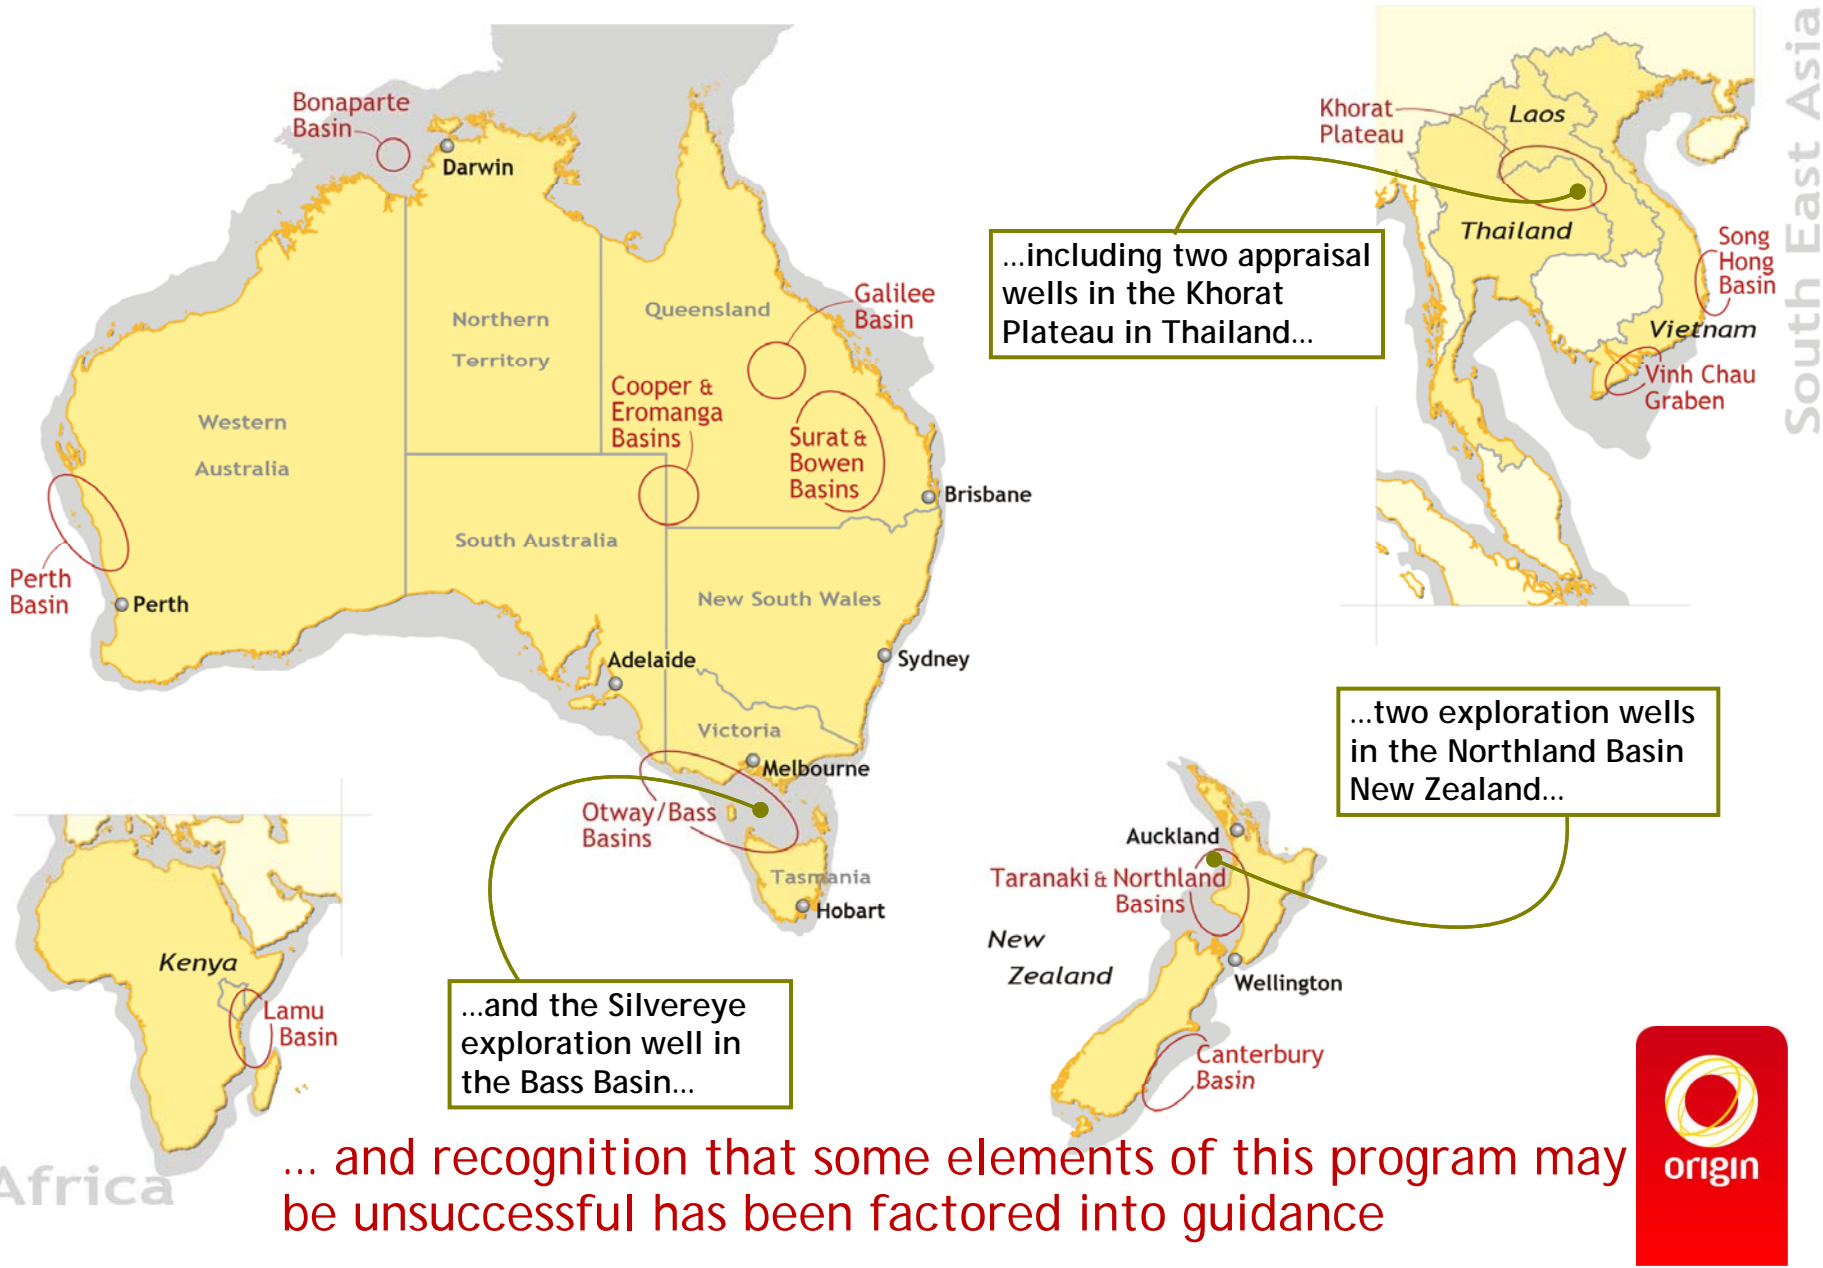 Bonaparte
Basin
Darwin
Northern
Territory
Queensland
Galilee
Basin
Cooper &
Eromanga
Basins
Surat &
Bowen
Basins
Western
Australia
Brisbane
South Australia
Perth
Basin
Perth
New South Wales
Adelaide
Sydney
Victoria
Melbourne
Otway/Bass
Basins
Tasmania
Hobart
Khorat
Plateau
Laos
Thailand
Song
Hong
Basin
Vietnam
Vinh Chau
Graben
South East Asia
...including two appraisal
wells in the Khorat
Plateau in Thailand...
...two exploration wells
in the Northland Basin
New Zealand...
Auckland
Taranaki & Northland
Basins
New
Zealand
Wellington
Canterbury
Basin
Kenya
Lamu
Basin
Africa
...and the Silvereye
exploration well in
the Bass Basin...
... and recognition that some elements of this program may
be unsuccessful has been factored into guidance
origin